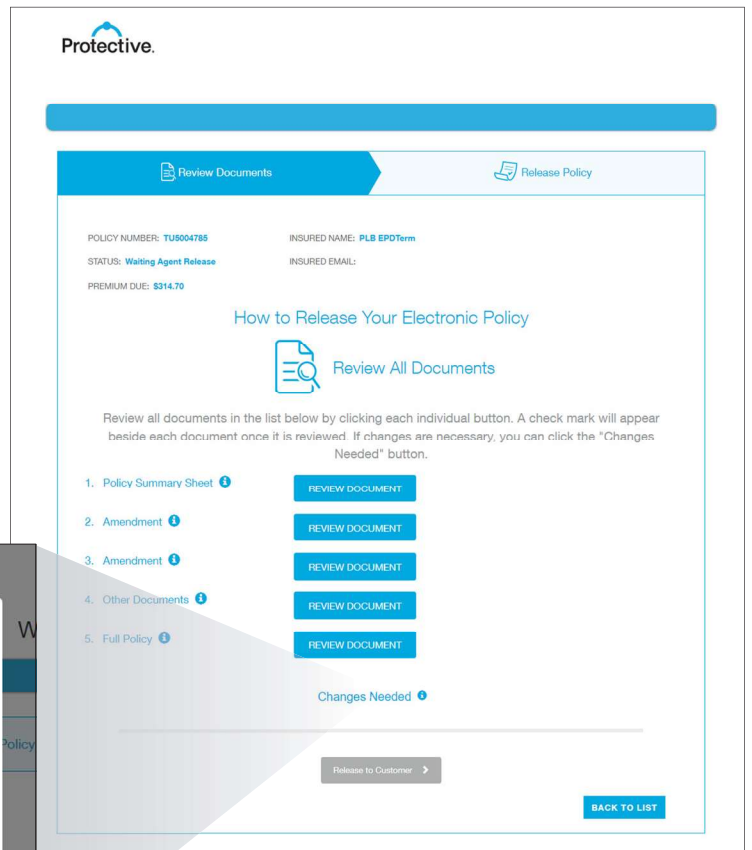 Protective.
Review Documents
Release Policy
POLICY NUMBER: TU5004785
INSURED NAME: PLB EPDTerm
STATUS: Waiting Agent Release
INSURED EMAIL:
PREMIUM DUE: $314.70
How to Release Your Electronic Policy
Review All Documents
Review all documents in the list below by clicking each individual button. A check mark will appear
beside each document once it is reviewed. If changes are necessary, you can click the "Changes
Needed" button.
1. Policy Summary Sheet
REVIEW DOCUMENT
2. Amendment
REVIEW DOCUMENT
3. Amendment
REVIEW DOCUMENT
4. Other Documents
REVIEW DOCUMENT
5. Full Policy
REVIEW DOCUMENT
Changes Needed
Release to Customer
BACK TO LIST
W
Policy